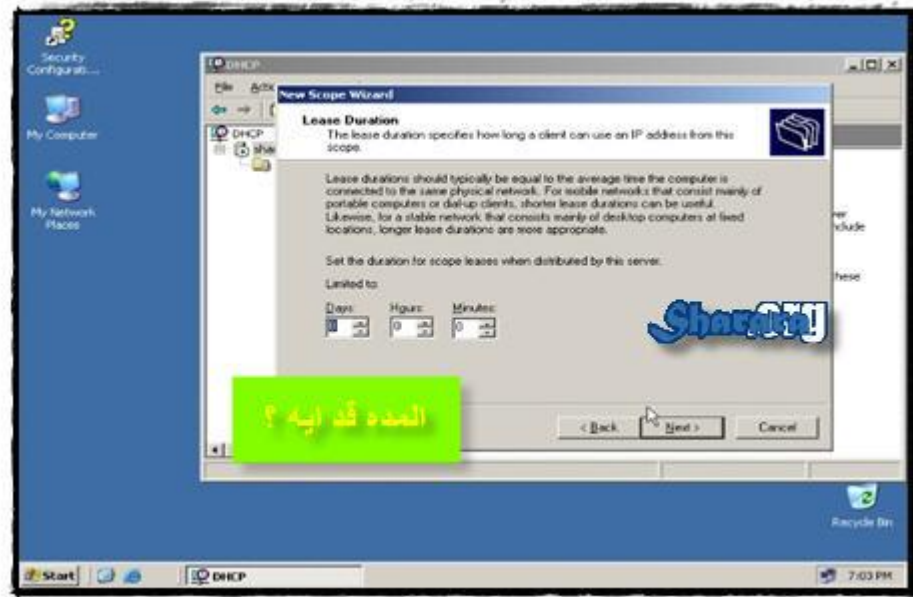 Security
Configurati...
My Computer
My Network
Places
DHCP
File Actio
New Scope Wizard
Lease Duration
The lease duration specifies how long a client can use an IP address from this
scope.
DHCP
shar
Lease durations should typically be equal to the average time the computer is
connected to the same physical network. For mobile networks that consist mainly of
portable computers or dial-up clients, shorter lease durations can be useful.
Likewise, for a stable network that consists mainly of desktop computers at fixed
locations, longer lease durations are more appropriate.
Set the duration for scope leases when distributed by this server.
Limited to:
Days: Hours: Minutes:
0 0
ver
nclude
hese
المده قد ايه ؟
< Back Next > Cancel
Recycle Bin
Start DHCP 7:03 PM